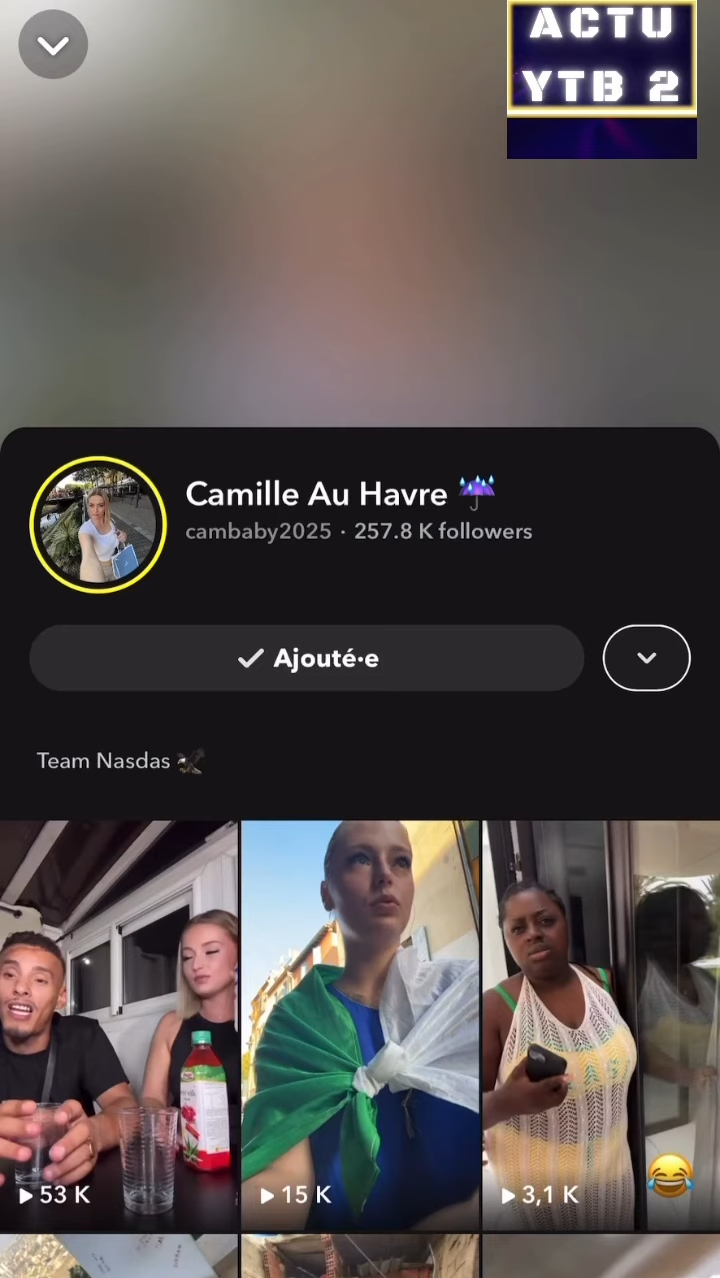 ACTU
YTB 2
Camille Au Havre ☔
cambaby2025 · 257.8 K followers
Ajouté·e
Team Nasdas 🦅
53 K
15 K
3,1 K